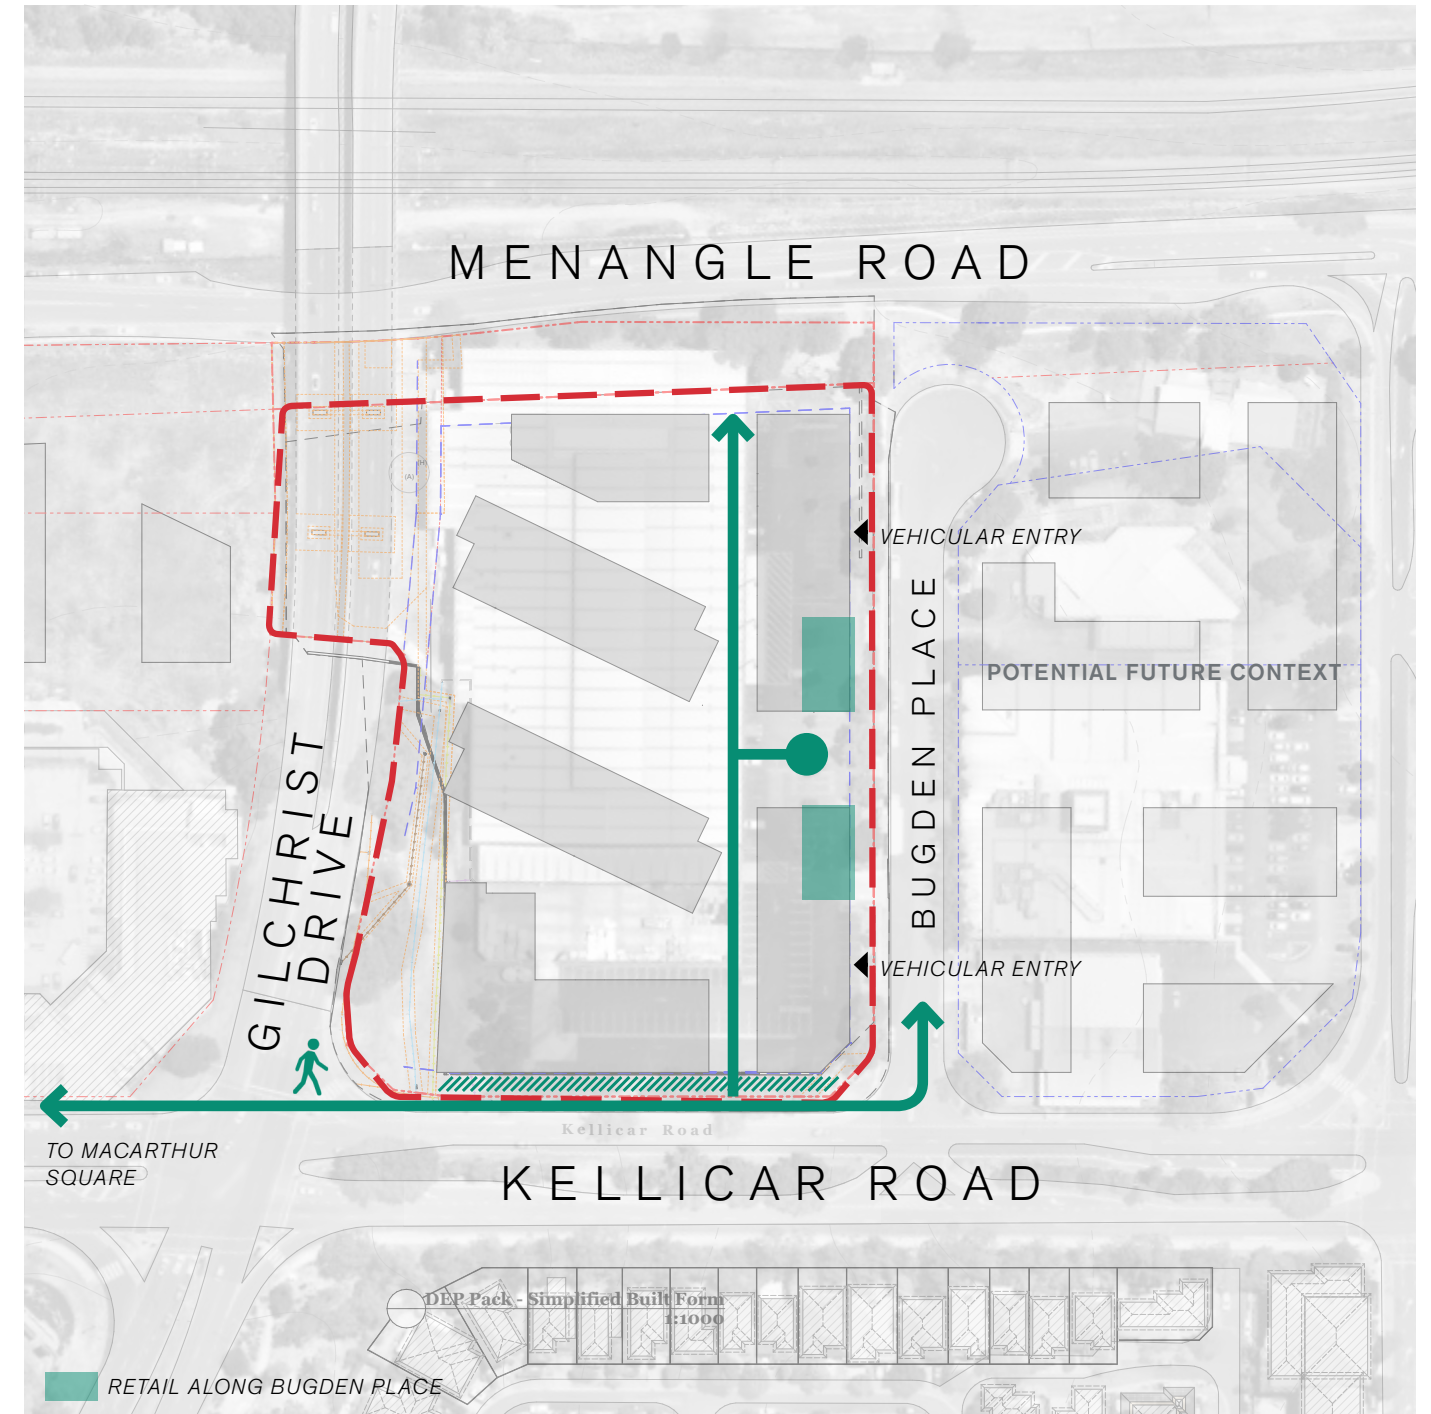 MENANGLE ROAD
(A)
(H)
VEHICULAR ENTRY
BUGDEN PLACE
POTENTIAL FUTURE CONTEXT
GILCHRIST
DRIVE
VEHICULAR ENTRY
Kellicar Road
TO MACARTHUR
SQUARE
KELLICAR ROAD
DEP Pack - Simplified Built Form
1:1000
RETAIL ALONG BUGDEN PLACE